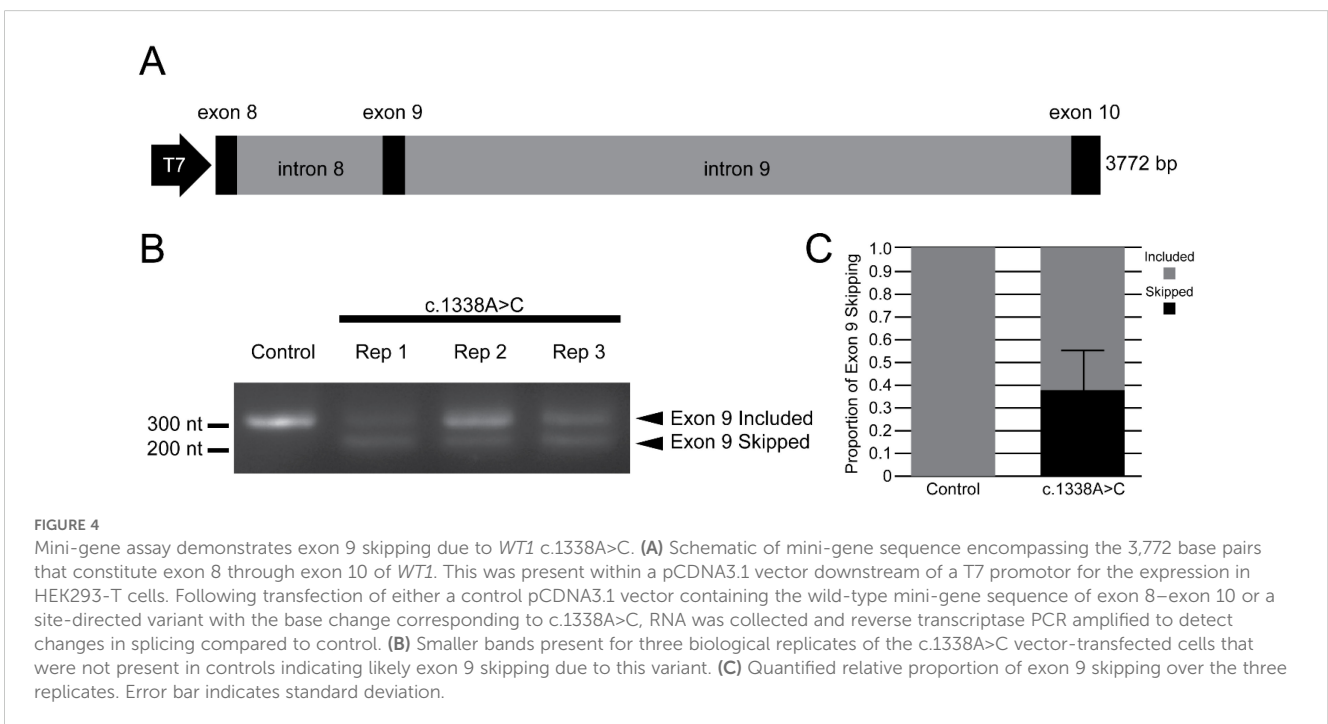 A
exon 8
exon 9
exon 10
T7
intron 8
intron 9
3772 bp
B
c.1338A>C
Control
Rep 1
Rep 2
Rep 3
300 nt
200 nt
Exon 9 Included
Exon 9 Skipped
C
Proportion of Exon 9 Skipping
1.0
0.9
0.8
0.7
0.6
0.5
0.4
0.3
0.2
0.1
0
Control
c.1338A>C
Included
Skipped
FIGURE 4
Mini-gene assay demonstrates exon 9 skipping due to WT1 c.1338A>C. (A) Schematic of mini-gene sequence encompassing the 3,772 base pairs
that constitute exon 8 through exon 10 of WT1. This was present within a pCDNA3.1 vector downstream of a T7 promotor for the expression in
HEK293-T cells. Following transfection of either a control pCDNA3.1 vector containing the wild-type mini-gene sequence of exon 8–exon 10 or a
site-directed variant with the base change corresponding to c.1338A>C, RNA was collected and reverse transcriptase PCR amplified to detect
changes in splicing compared to control. (B) Smaller bands present for three biological replicates of the c.1338A>C vector-transfected cells that
were not present in controls indicating likely exon 9 skipping due to this variant. (C) Quantified relative proportion of exon 9 skipping over the three
replicates. Error bar indicates standard deviation.